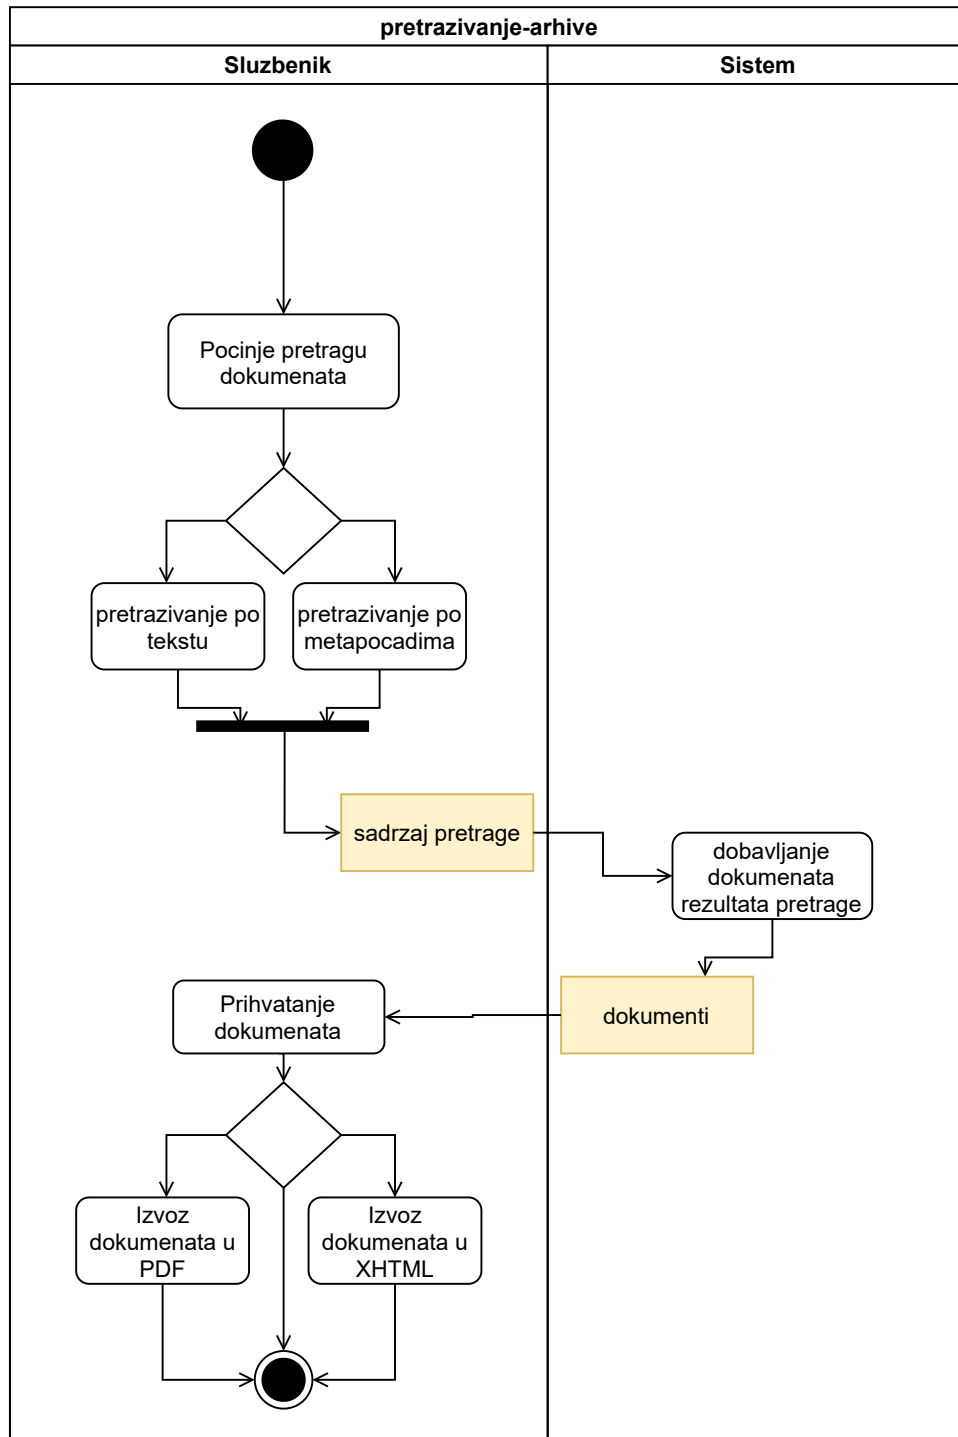 pretrazivanje-arhive
Sluzbenik
Sistem
Pocinje pretragu
dokumenata
pretrazivanje po
tekstu
pretrazivanje po
metapocadima
sadrzaj pretrage
dobavljanje
dokumenata
rezultata pretrage
dokumenti
Prihvatanje
dokumenata
Izvoz
dokumenata u
PDF
Izvoz
dokumenata u
XHTML